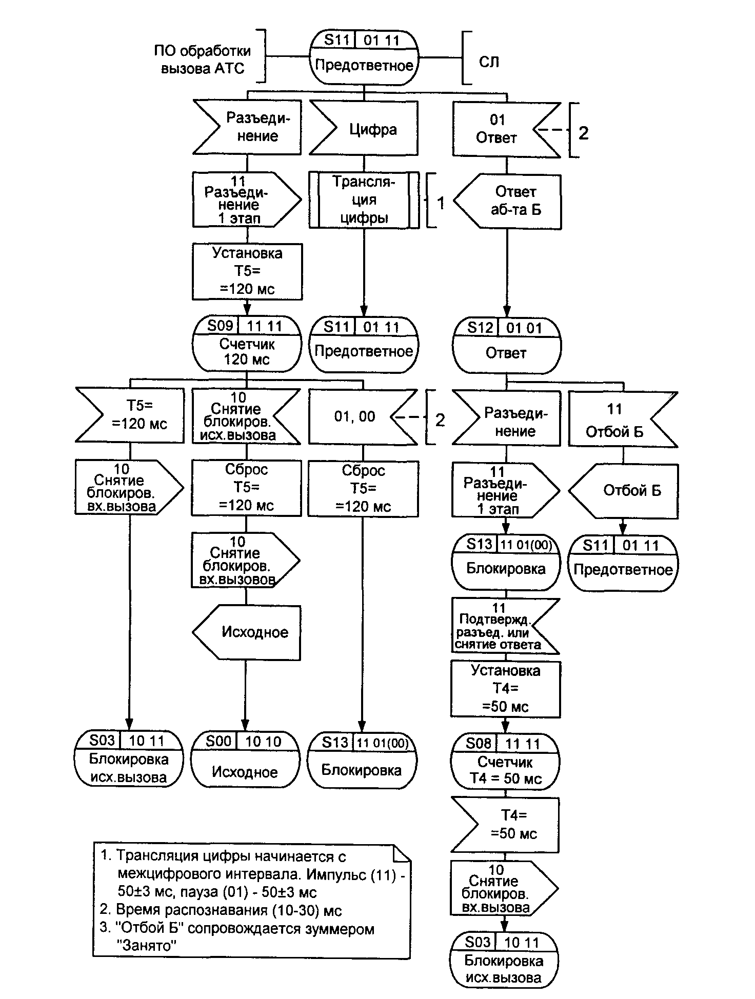 ПО обработки
вызова АТС
S11 01 11
Предответное
СЛ
Разъеди-
нение
Цифра
01
Ответ
2
11
Разъеди-
нение
1 этап
Трансля-
ция
цифры
1
Ответ
аб-та Б
Установка
Т5=
=120 мс
S09 11 11
Счетчик
120 мс
S11 01 11
Предответное
S12 01 01
Ответ
Т5=
=120 мс
10
Снятие
блокиров.
исх.вызова
01, 00
2
Разъеди-
нение
11
Отбой Б
10
Снятие
блокиров.
вх.вызова
Сброс
Т5=
=120 мс
Сброс
Т5=
=120 мс
11
Разъеди-
нение
1 этап
Отбой Б
10
Снятие
блокиров.
вх.вызовов
S13 11 01(00)
Блокировка
S11 01 11
Предответное
Исходное
11
Подтвержд.
разъед. или
снятие ответа
Установка
Т4=
=50 мс
S03 10 11
Блокировка
исх.вызова
S00 10 10
Исходное
S13 11 01(00)
Блокировка
S08 11 11
Счетчик
Т4 = 50 мс
Т4=
=50 мс
10
Снятие
блокиров.
вх.вызова
S03 10 11
Блокировка
исх.вызова
1. Трансляция цифры начинается с
межцифрового интервала. Импульс (11) -
50±3 мс, пауза (01) - 50±3 мс
2. Время распознавания (10-30) мс
3. "Отбой Б" сопровождается зуммером
"Занято"